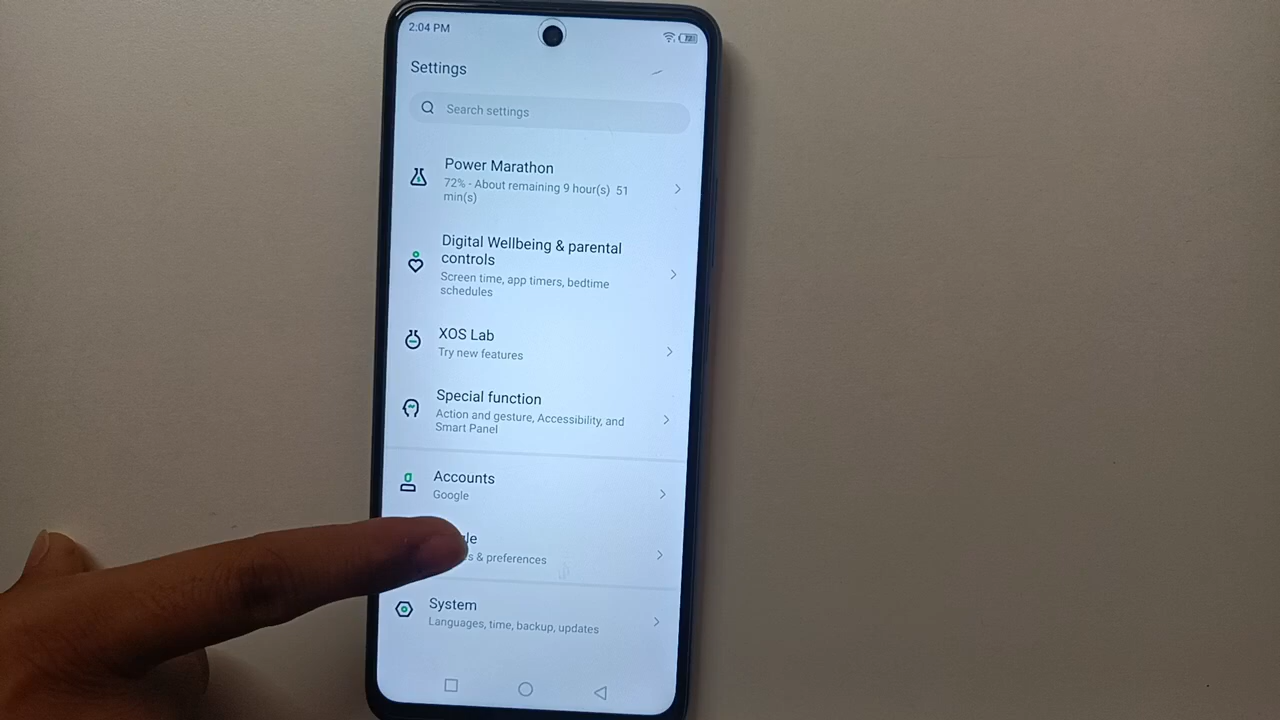 2:04 PM
Settings
Search settings
Power Marathon
72% - About remaining 9 hour(s) 51
min(s)
Digital Wellbeing & parental
controls
Screen time, app timers, bedtime
schedules
XOS Lab
Try new features
Special function
Action and gesture, Accessibility, and
Smart Panel
Accounts
Google
& preferences
System
Languages, time, backup, updates